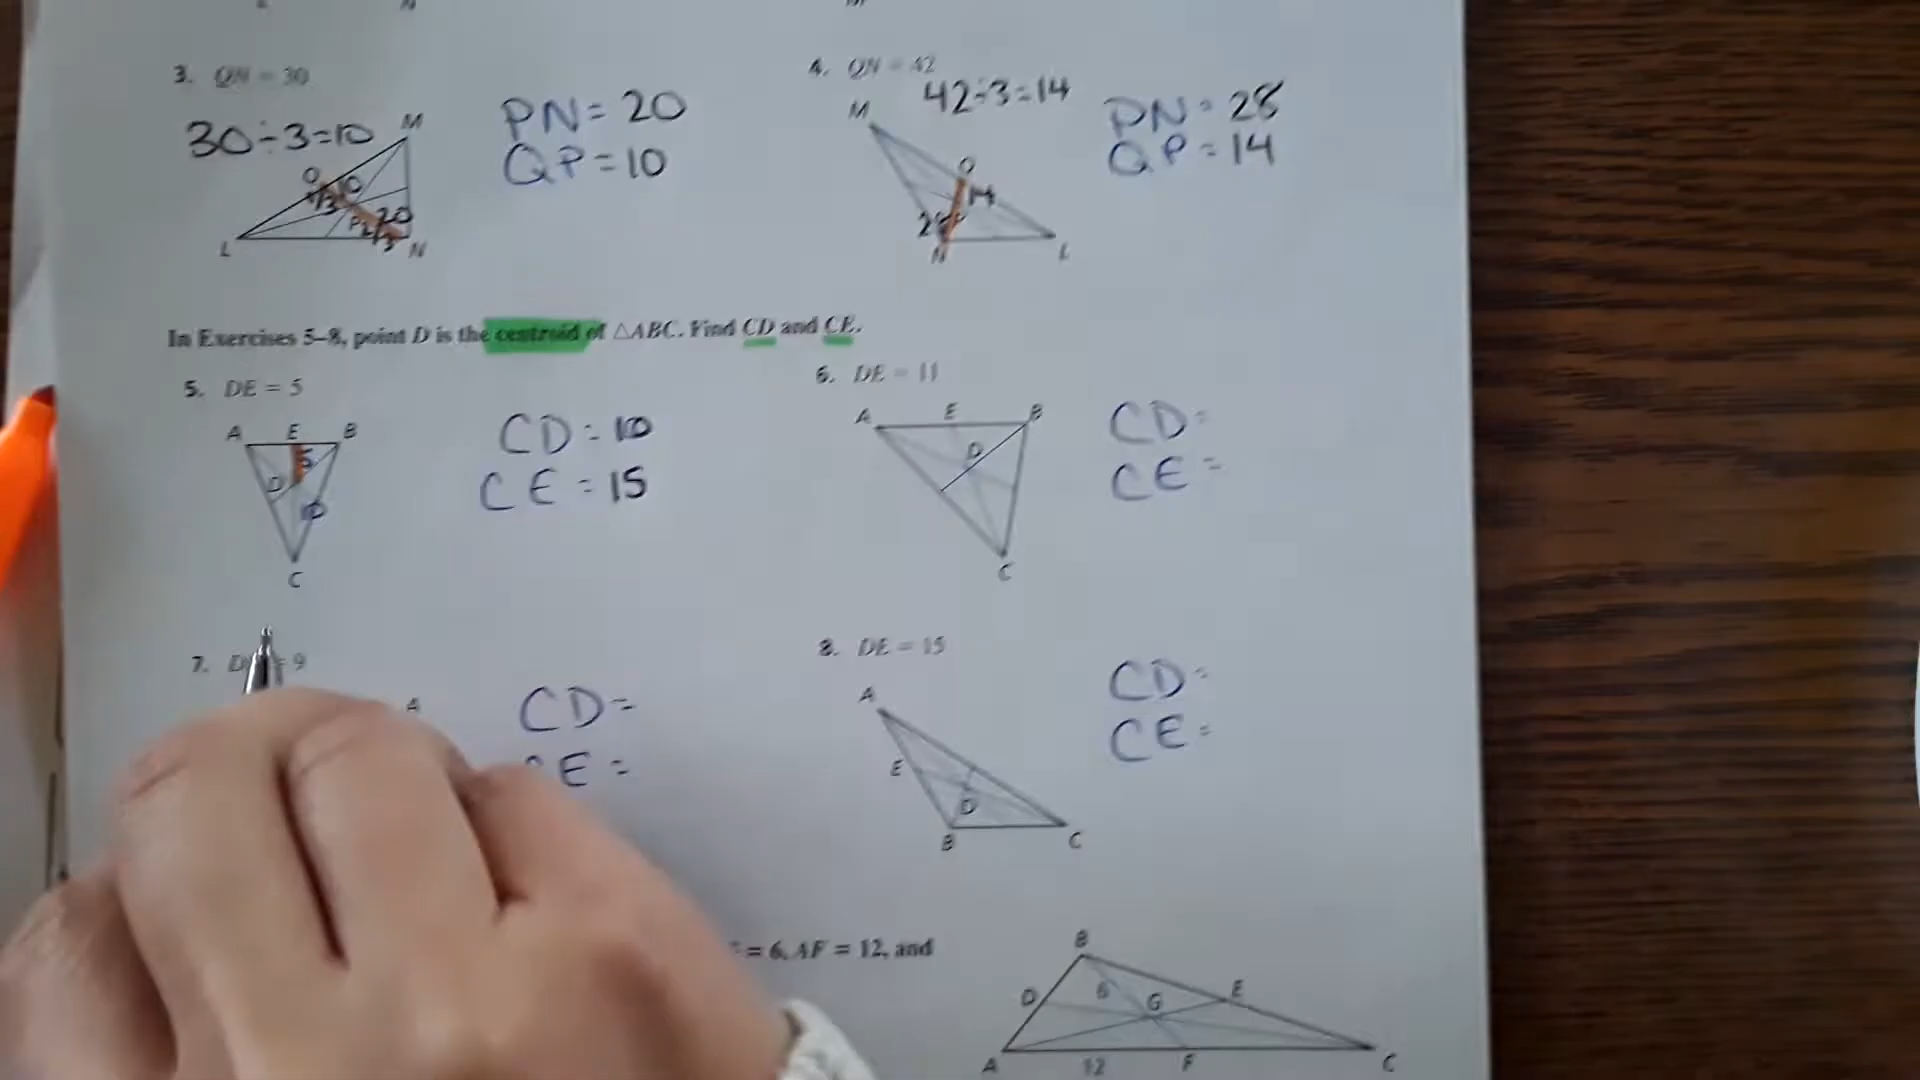 3. QN = 30
30÷3=10
PN = 20
QP = 10
M
Q
10
1/3
P
20
2/3
L
N
4. QN = 42
42÷3=14
PN = 28
QP = 14
M
Q
14
28
N
L
In Exercises 5–8, point D is the centroid of △ABC. Find CD and CE.
5. DE = 5
CD = 10
CE = 15
A E B
5
D
10
C
6. DE = 11
CD =
CE =
A E B
D
C
7. D = 9
A
CD =
CE =
8. DE = 15
CD =
CE =
A
E
D
B C
= 6, AF = 12, and
B
D 6 G E
A 12 F C